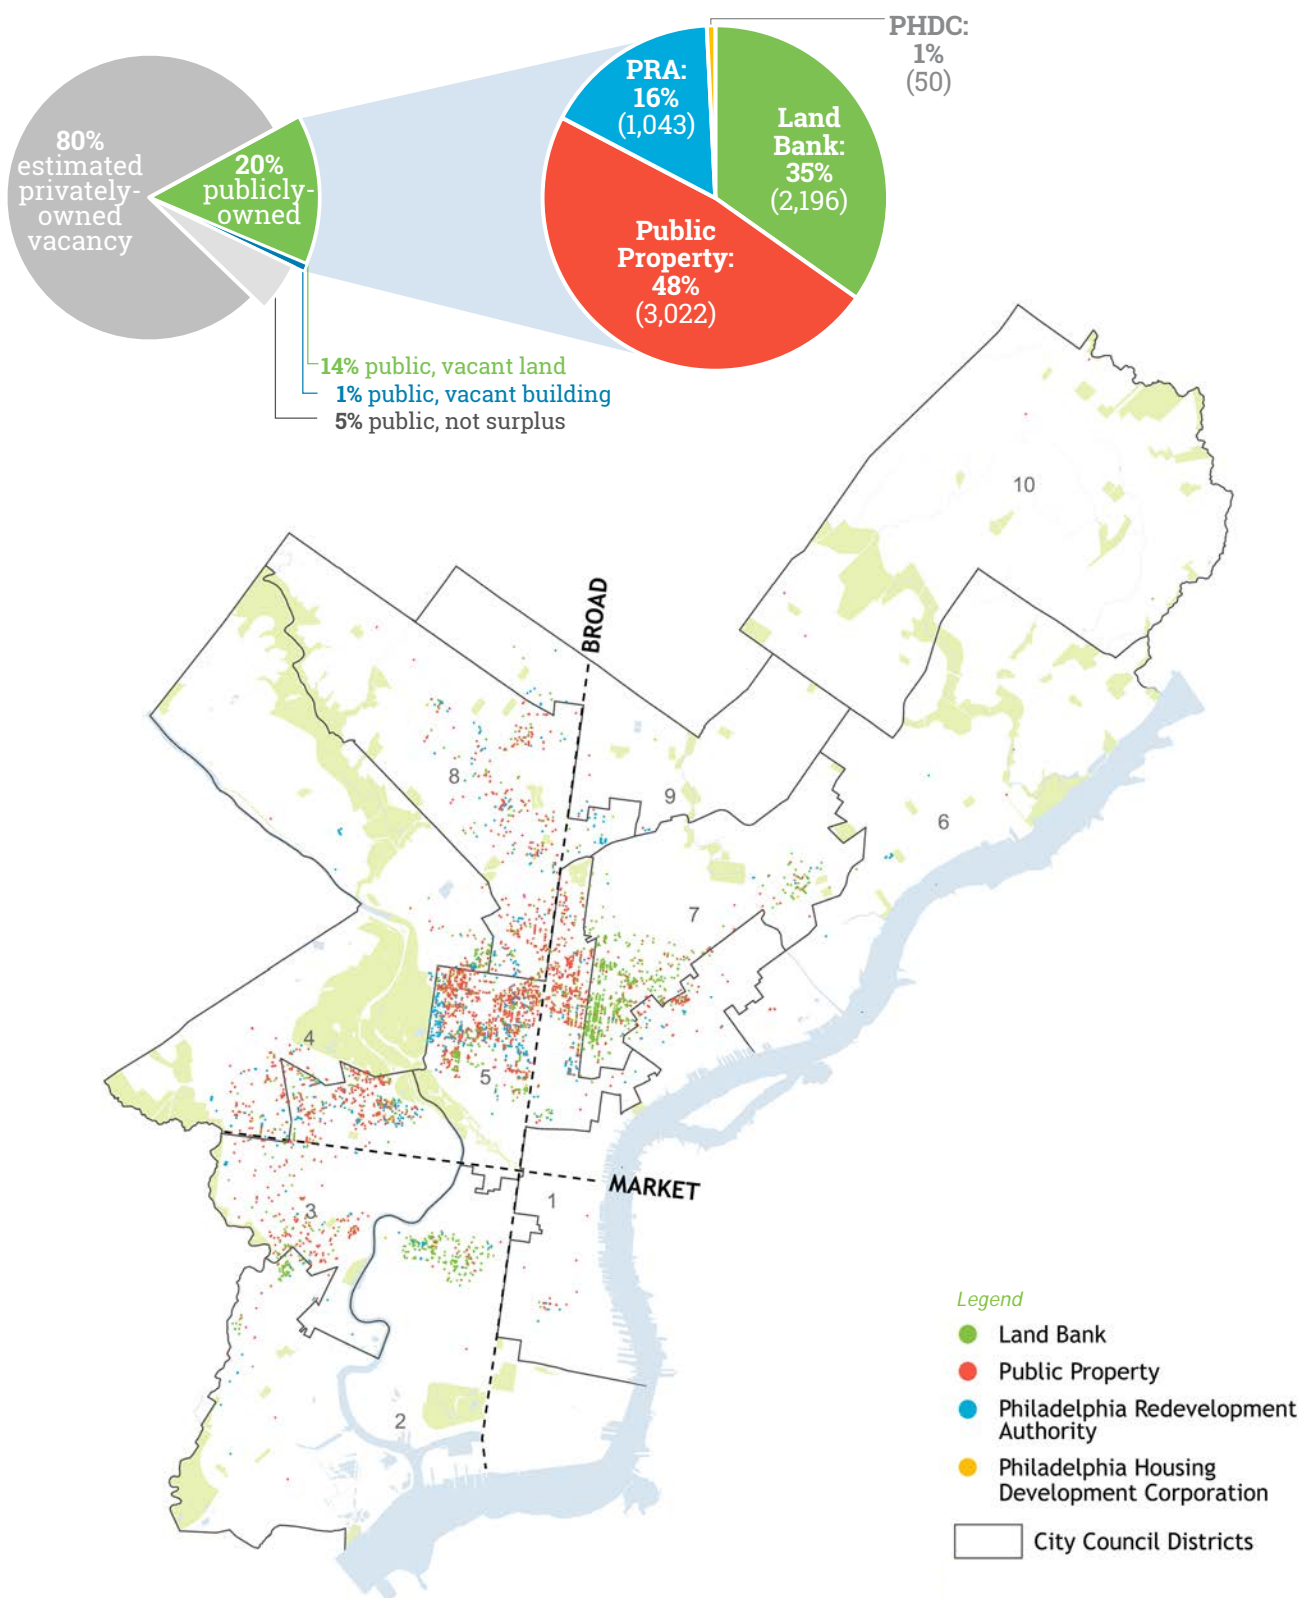 80%
estimated
privately-
owned
vacancy
20%
publicly-
owned
14% public, vacant land
1% public, vacant building
5% public, not surplus
PRA:
16%
(1,043)
PHDC:
1%
(50)
Land
Bank:
35%
(2,196)
Public
Property:
48%
(3,022)
10
BROAD
8
9
6
7
4
5
MARKET
1
3
2
Legend
Land Bank
Public Property
Philadelphia Redevelopment
Authority
Philadelphia Housing
Development Corporation
City Council Districts